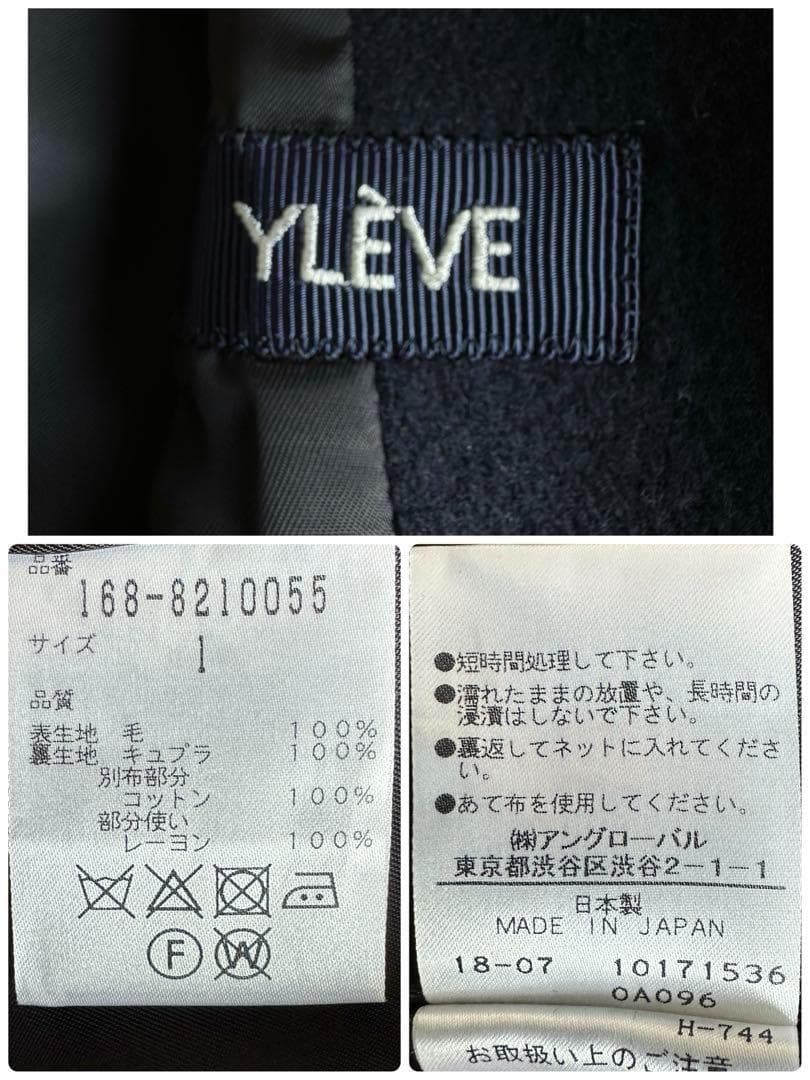 YLÈVE
品番
168-8210055
サイズ 1
品質
表生地 毛 100%
裏生地 キュプラ 100%
別布部分
コットン 100%
部分使い
レーヨン 100%
F W
●短時間処理して下さい。
●濡れたままの放置や、長時間の
浸漬はしないで下さい。
●裏返してネットに入れてくださ
い。
●あて布を使用してください。
㈱アングローバル
東京都渋谷区渋谷2-1-1
日本製
MADE IN JAPAN
18-07 10171536
0A096
H-744
お取扱い上のご注意